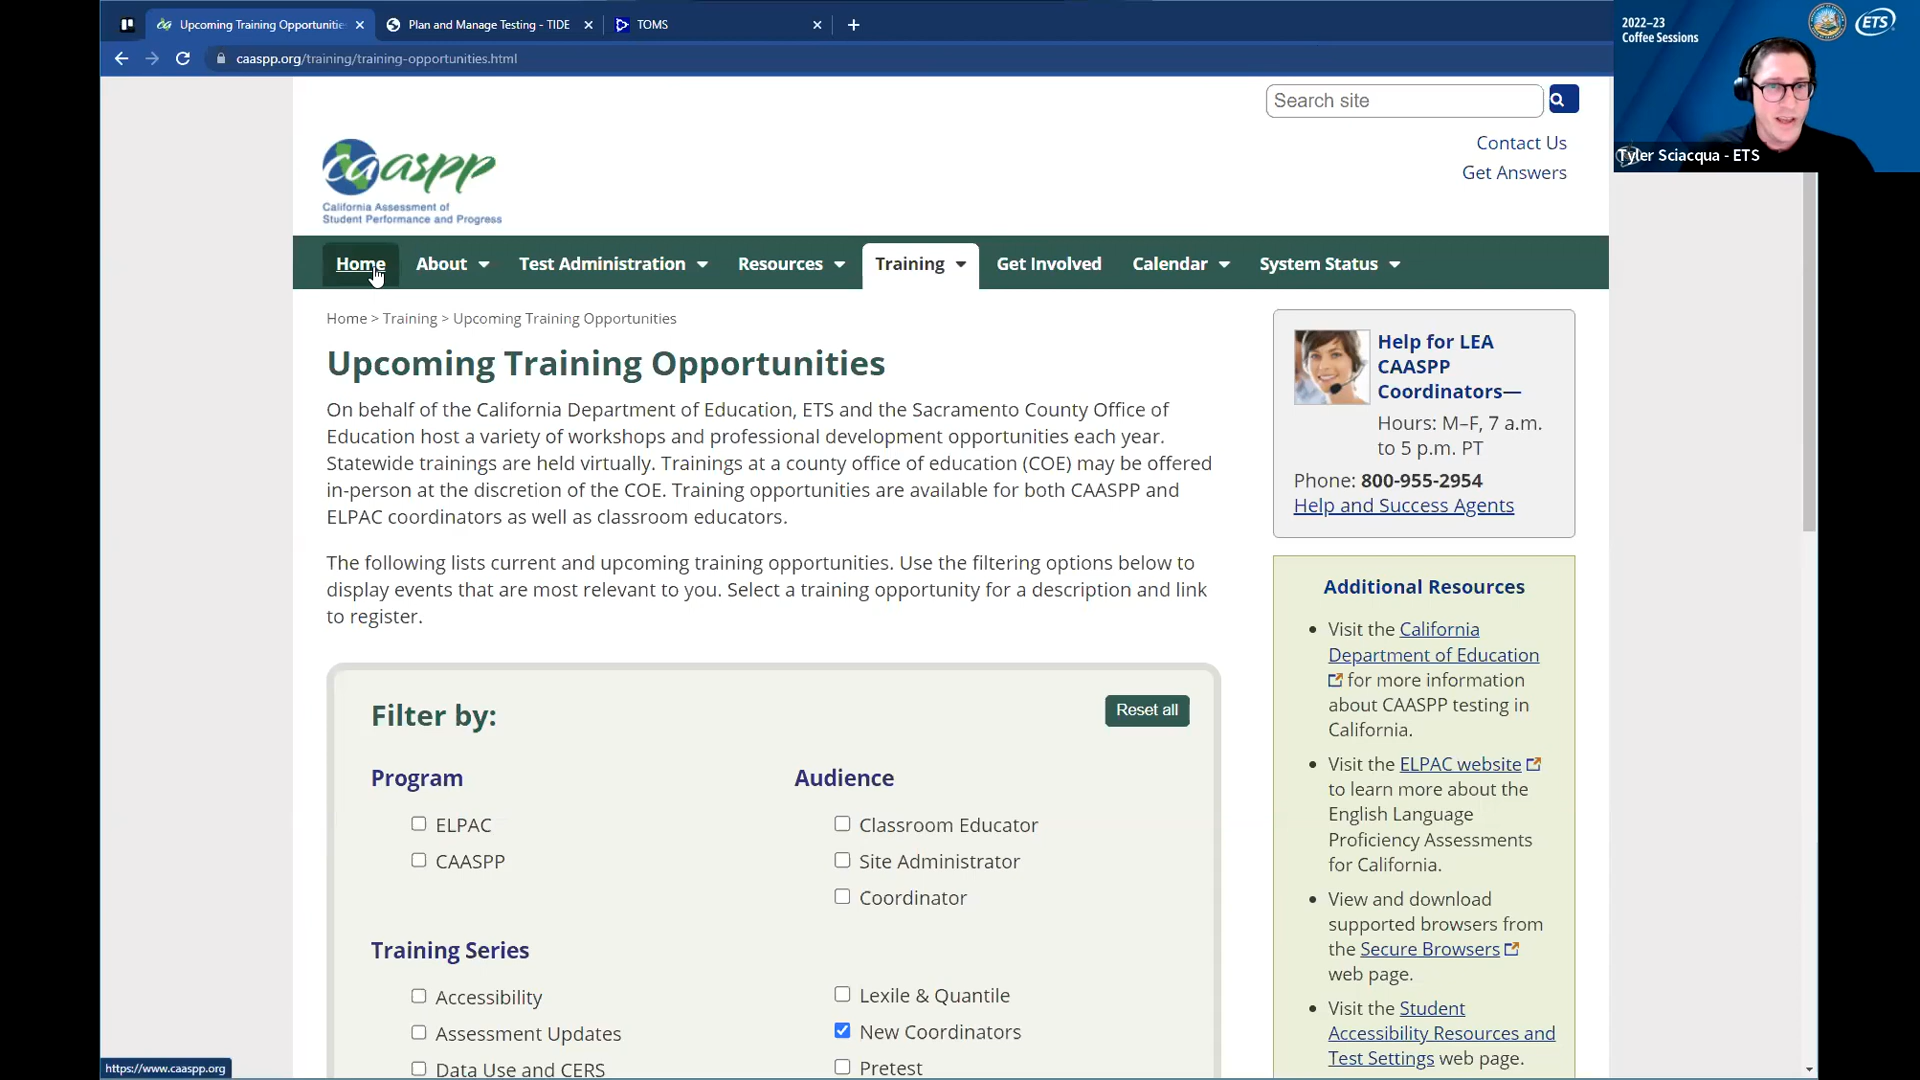 Upcoming Training Opportunitie
Plan and Manage Testing - TIDE
TOMS
caaspp.org/training/training-opportunities.html
2022–23
Coffee Sessions
ETS
Tyler Sciacqua - ETS
Search site
Contact Us
Get Answers
caaspp
California Assessment of
Student Performance and Progress
Home
About
Test Administration
Resources
Training
Get Involved
Calendar
System Status
Home > Training > Upcoming Training Opportunities
Upcoming Training Opportunities
On behalf of the California Department of Education, ETS and the Sacramento County Office of
Education host a variety of workshops and professional development opportunities each year.
Statewide trainings are held virtually. Trainings at a county office of education (COE) may be offered
in-person at the discretion of the COE. Training opportunities are available for both CAASPP and
ELPAC coordinators as well as classroom educators.
The following lists current and upcoming training opportunities. Use the filtering options below to
display events that are most relevant to you. Select a training opportunity for a description and link
to register.
Filter by:
Reset all
Program
ELPAC
CAASPP
Audience
Classroom Educator
Site Administrator
Coordinator
Training Series
Accessibility
Assessment Updates
Data Use and CERS
Lexile & Quantile
New Coordinators
Pretest
Help for LEA
CAASPP
Coordinators—
Hours: M–F, 7 a.m.
to 5 p.m. PT
Phone: 800-955-2954
Help and Success Agents
Additional Resources
Visit the California
Department of Education
for more information
about CAASPP testing in
California.
Visit the ELPAC website
to learn more about the
English Language
Proficiency Assessments
for California.
View and download
supported browsers from
the Secure Browsers
web page.
Visit the Student
Accessibility Resources and
Test Settings web page.
https://www.caaspp.org